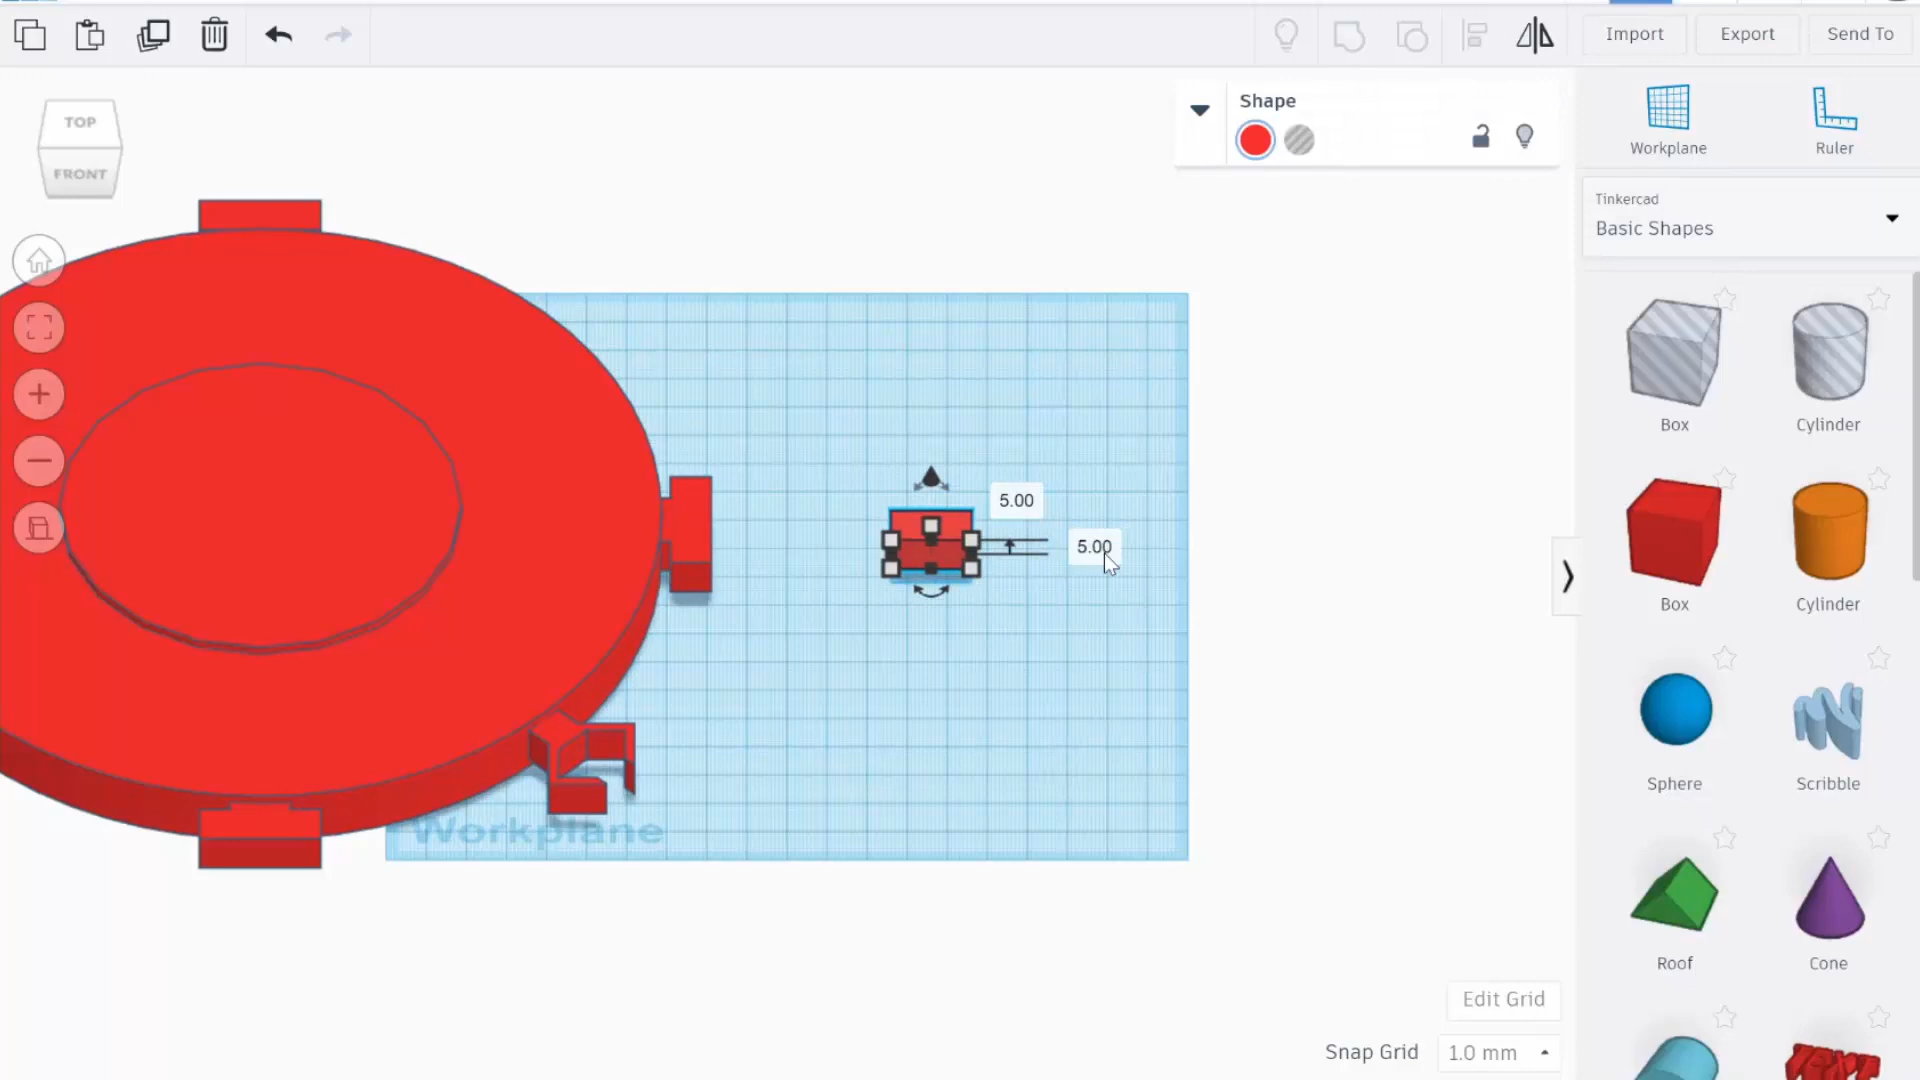 Import
Export
Send To
TOP
FRONT
Shape
Workplane
Ruler
Tinkercad
Basic Shapes
Box
Cylinder
5.00
5.00
Box
Cylinder
Sphere
Scribble
Workplane
Roof
Cone
Edit Grid
Snap Grid
1.0 mm
TEXT